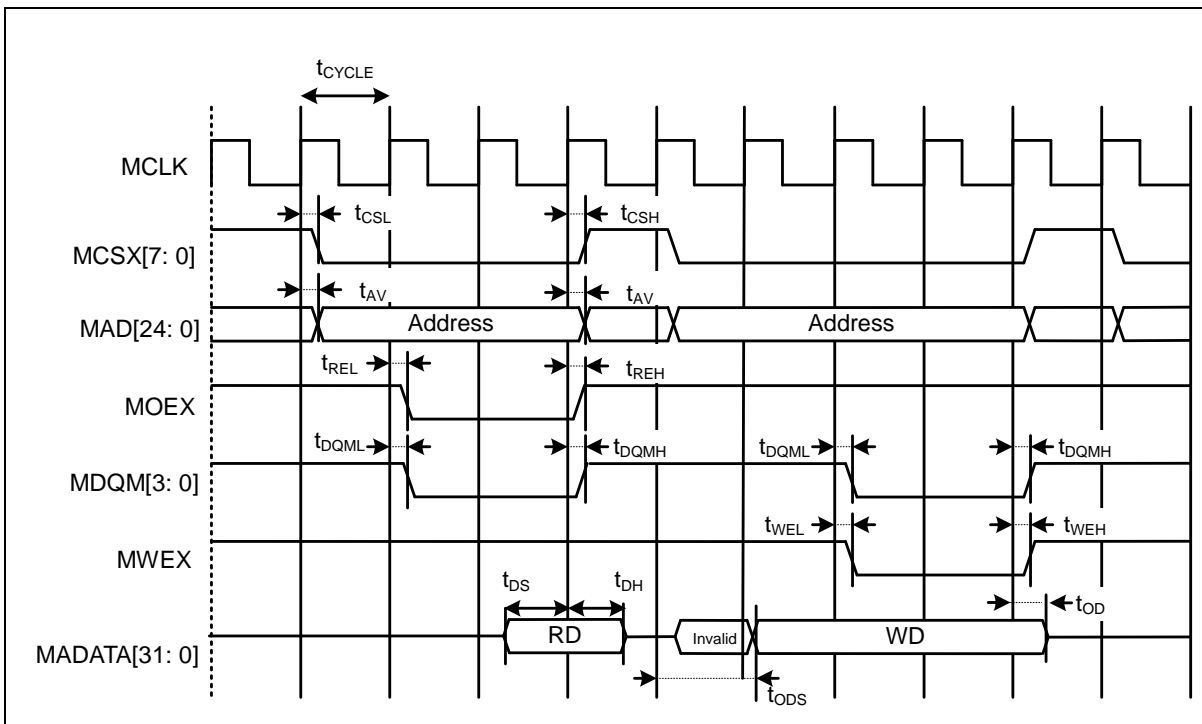 tCYCLE
MCLK
tCSL tCSH
MCSX[7: 0]
tAV tAV
MAD[24: 0] Address Address
tREL tREH
MOEX
tDQML tDQMH tDQML tDQMH
MDQM[3: 0]
tWEL tWEH
MWEX
tDS tDH
tOD
MADATA[31: 0] RD Invalid WD
tODS